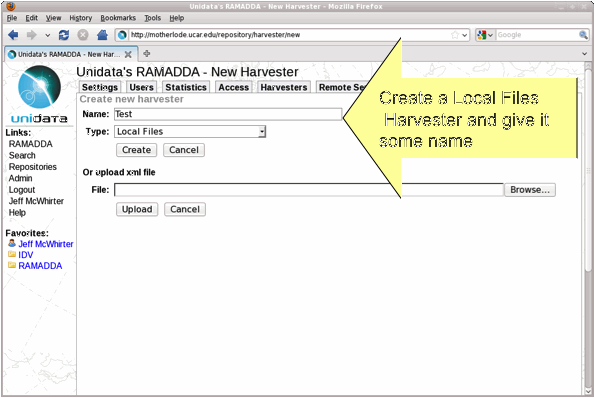 Unidata's RAMADDA - New Harvester - Mozilla Firefox
File Edit View History Bookmarks Tools Help
http://motherlode.ucar.edu/repository/harvester/new
Google
Unidata's RAMADDA - New Har...
Unidata's RAMADDA - New Harvester
Settings Users Statistics Access Harvesters Remote Se
Create new harvester
Name: Test
Type: Local Files
Create Cancel
Or upload xml file
File: Browse...
Upload Cancel
unidata
Links:
RAMADDA
Search
Repositories
Admin
Logout
Jeff McWhirter
Help
Favorites:
Jeff McWhirter
IDV
RAMADDA
Create a Local Files
Harvester and give it
some name